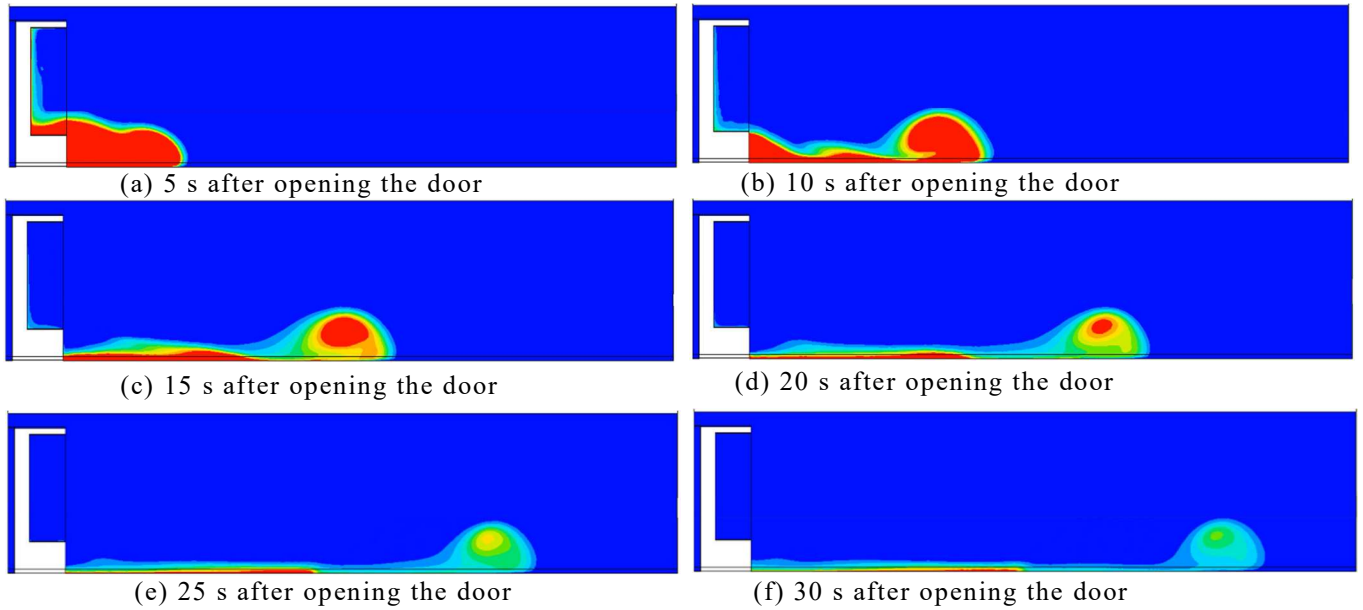 (a) 5 s after opening the door
(b) 10 s after opening the door
(c) 15 s after opening the door
(d) 20 s after opening the door
(e) 25 s after opening the door
(f) 30 s after opening the door